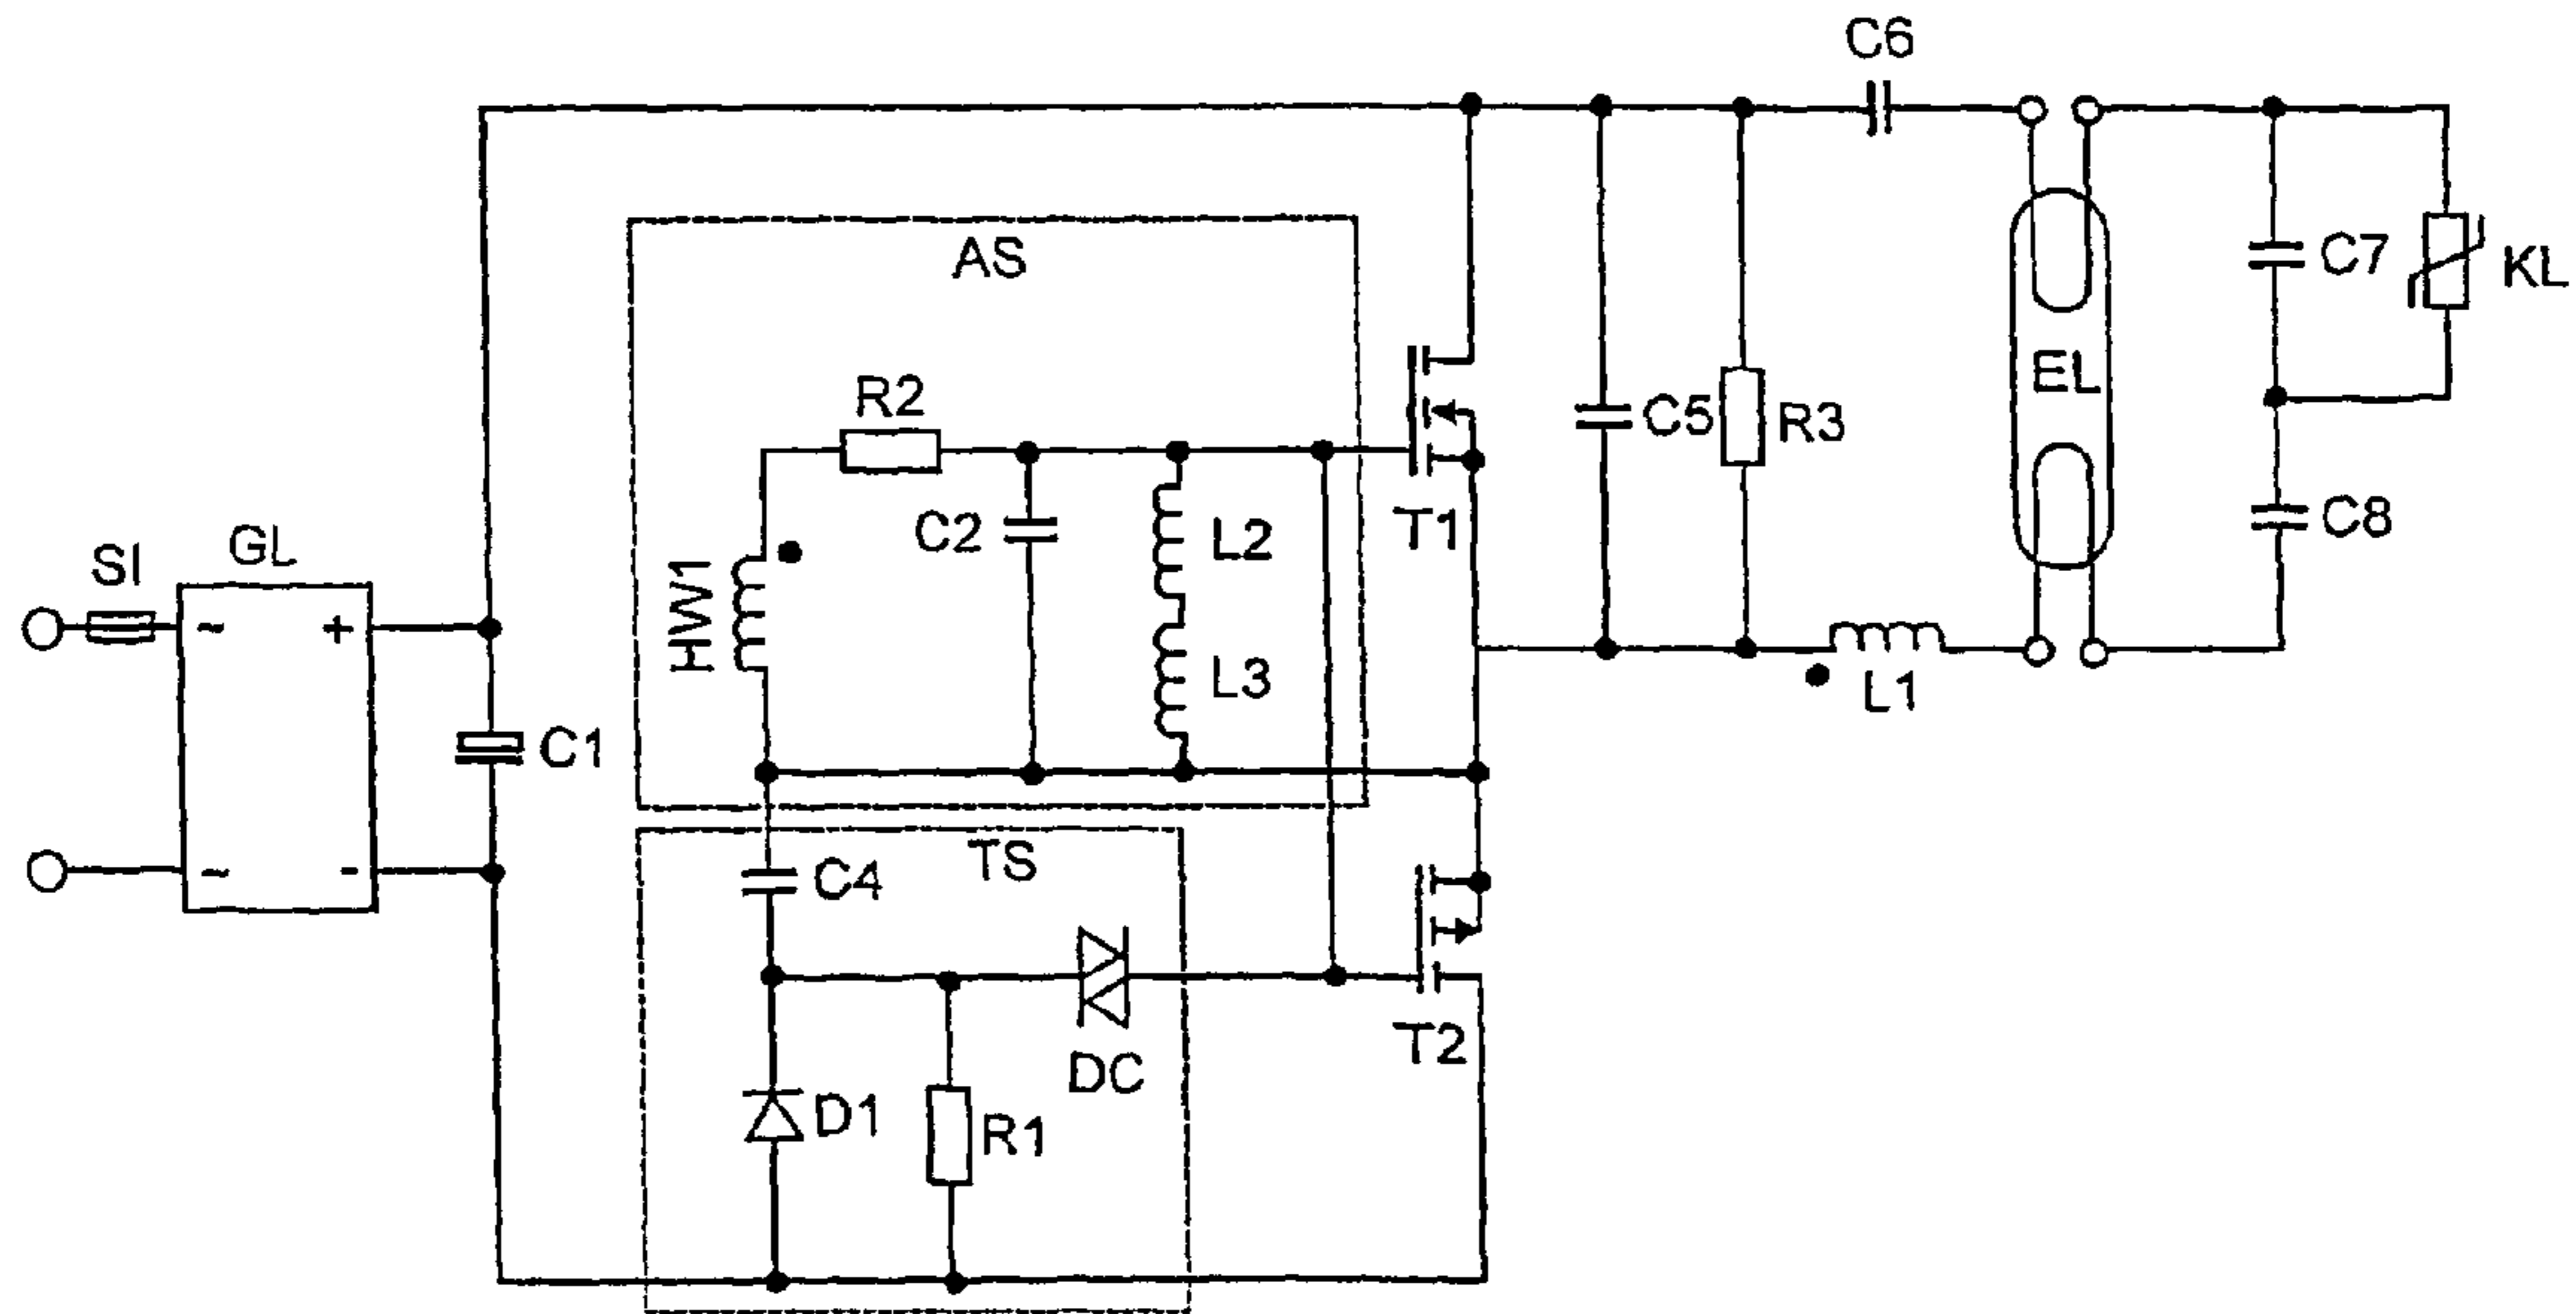 C6
AS
C7
KL
R2
EL
C5
R3
C2
L2
T1
C8
SI
GL
HW1
~
+
L3
L1
C1
~
-
TS
C4
T2
DC
D1
R1